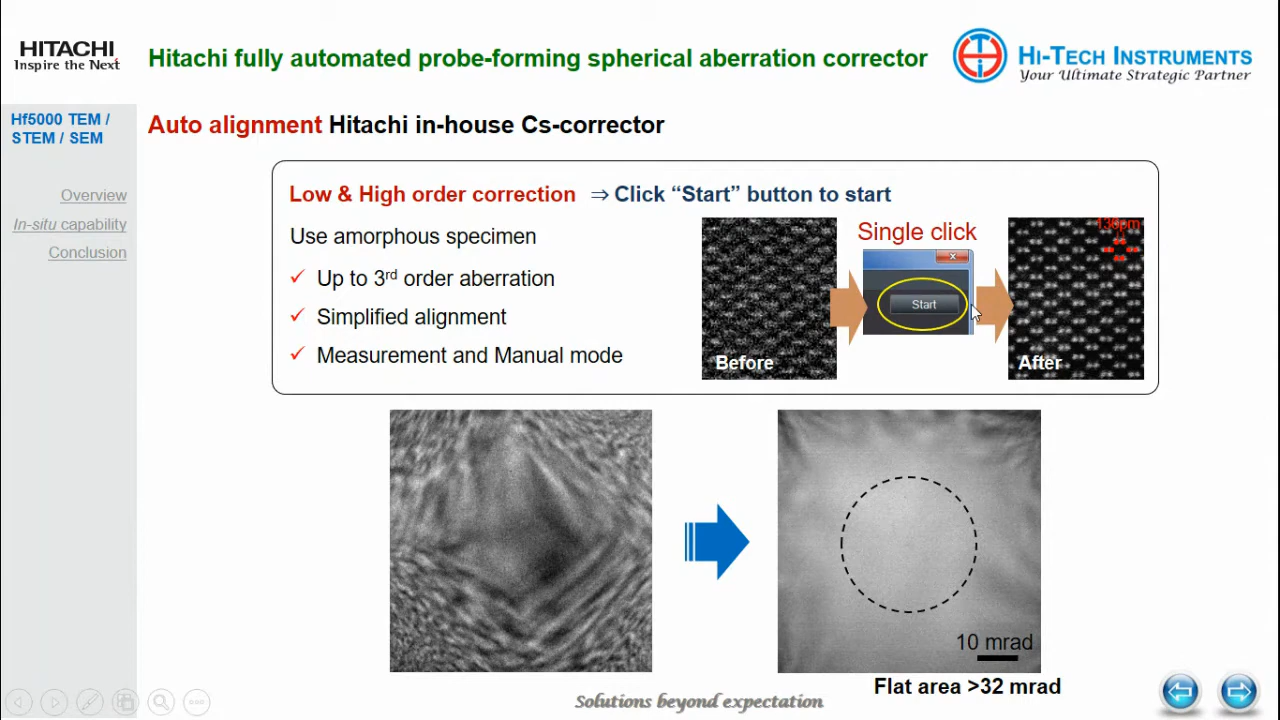 HITACHI
Inspire the Next
Hitachi fully automated probe-forming spherical aberration corrector
HI-TECH INSTRUMENTS
Your Ultimate Strategic Partner
Hf5000 TEM /
STEM / SEM
Overview
In-situ capability
Conclusion
Auto alignment Hitachi in-house Cs-corrector
Low & High order correction ⇒ Click “Start” button to start
Use amorphous specimen
✓ Up to 3rd order aberration
✓ Simplified alignment
✓ Measurement and Manual mode
Before
Single click
Start
136pm
After
10 mrad
Flat area >32 mrad
Solutions beyond expectation